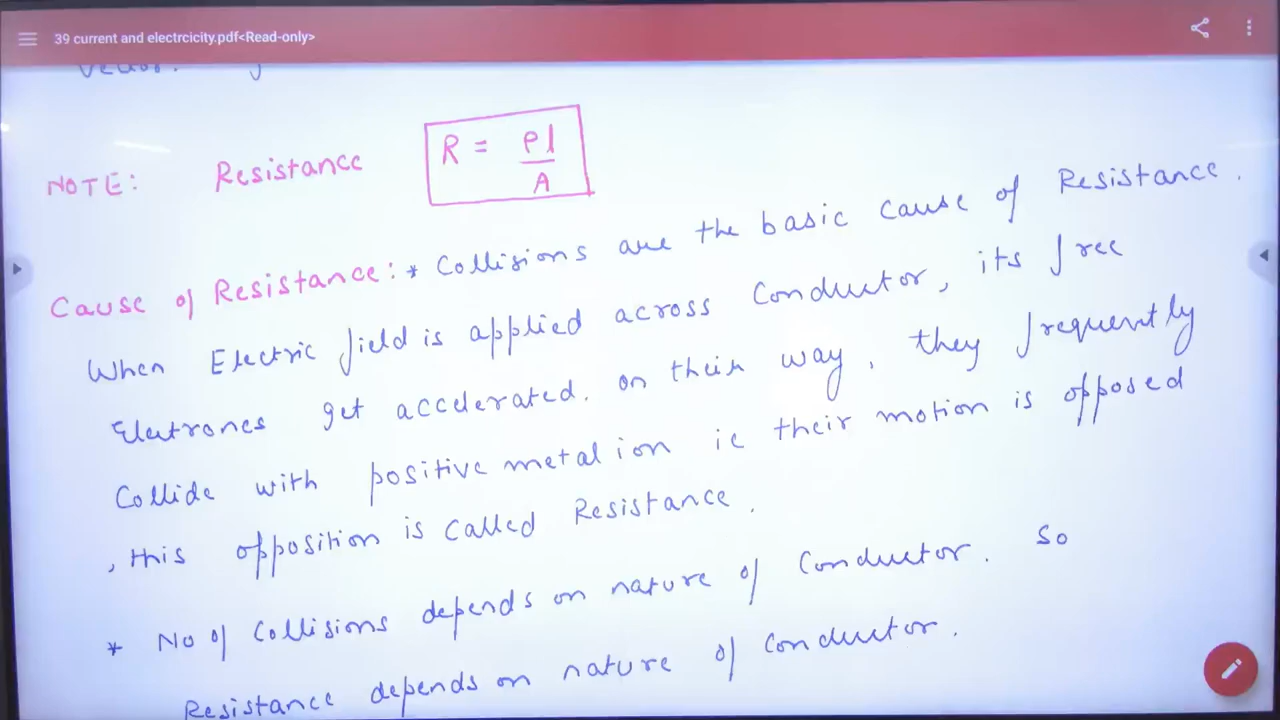 39 current and electrcicity.pdf<Read-only>
NOTE: Resistance R = ρl/A
Cause of Resistance: * Collisions are the basic cause of Resistance.
When Electric field is applied across Conductor, its free
Electrones get accelerated. on their way, they frequently
Collide with positive metal ion ie their motion is opposed
, this opposition is called Resistance.
* No of Collisions depends on nature of Conductor. So
Resistance depends on nature of Conductor.